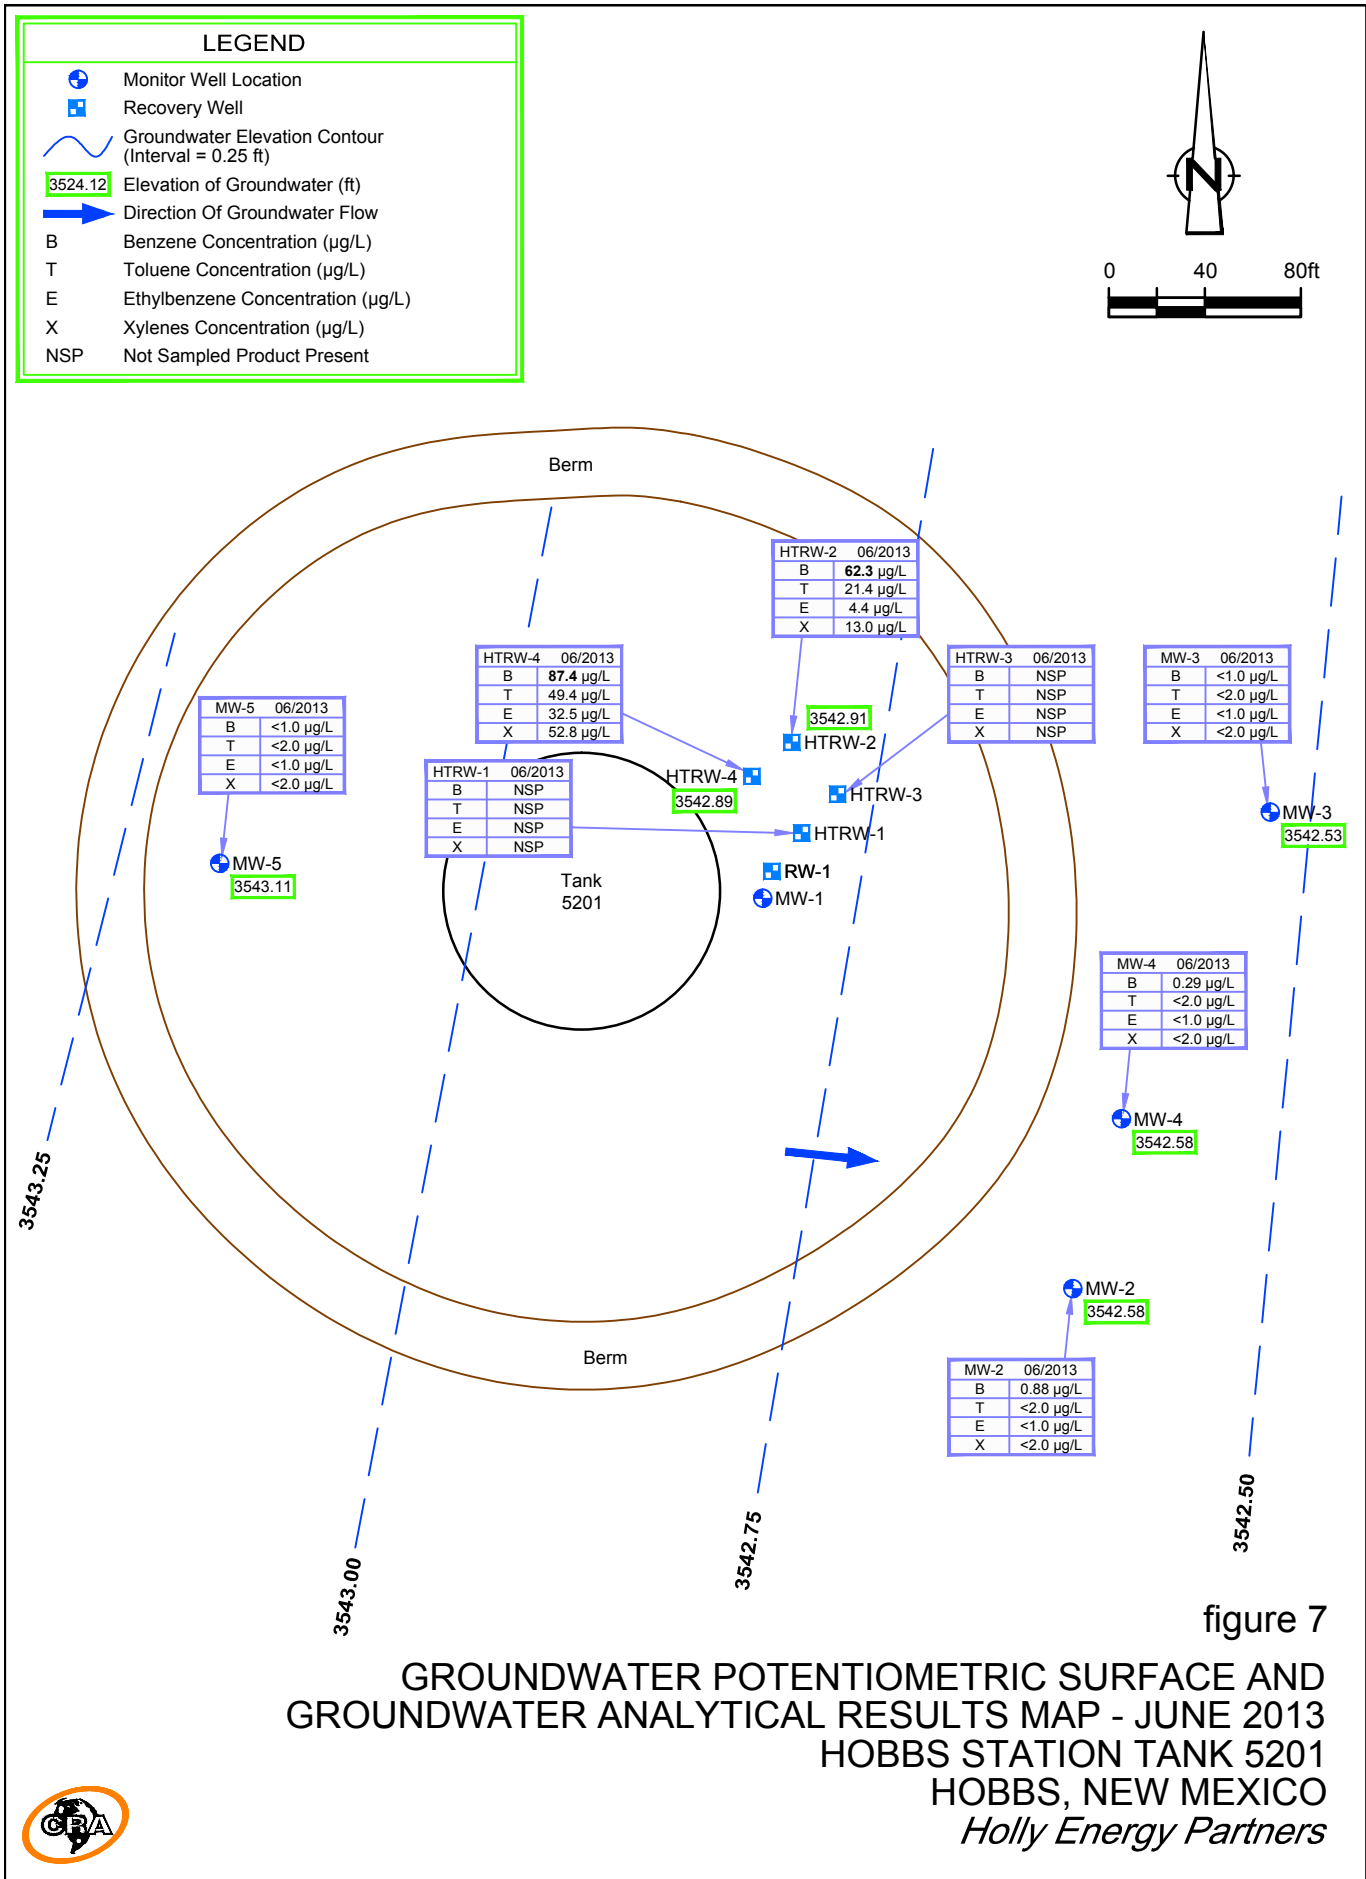 LEGEND
Monitor Well Location
Recovery Well
Groundwater Elevation Contour
(Interval = 0.25 ft)
3524.12 Elevation of Groundwater (ft)
Direction Of Groundwater Flow
B Benzene Concentration (µg/L)
T Toluene Concentration (µg/L)
E Ethylbenzene Concentration (µg/L)
X Xylenes Concentration (µg/L)
NSP Not Sampled Product Present
N
0 40 80ft
Berm
HTRW-2 06/2013
B 62.3 µg/L
T 21.4 µg/L
E 4.4 µg/L
X 13.0 µg/L
HTRW-4 06/2013
B 87.4 µg/L
T 49.4 µg/L
E 32.5 µg/L
X 52.8 µg/L
HTRW-3 06/2013
B NSP
T NSP
E NSP
X NSP
MW-3 06/2013
B <1.0 µg/L
T <2.0 µg/L
E <1.0 µg/L
X <2.0 µg/L
MW-5 06/2013
B <1.0 µg/L
T <2.0 µg/L
E <1.0 µg/L
X <2.0 µg/L
3542.91
HTRW-2
HTRW-4
3542.89
HTRW-3
HTRW-1 06/2013
B NSP
T NSP
E NSP
X NSP
HTRW-1
MW-3
3542.53
MW-5
3543.11
RW-1
MW-1
Tank
5201
MW-4 06/2013
B 0.29 µg/L
T <2.0 µg/L
E <1.0 µg/L
X <2.0 µg/L
MW-4
3542.58
3543.25
MW-2
3542.58
Berm
MW-2 06/2013
B 0.88 µg/L
T <2.0 µg/L
E <1.0 µg/L
X <2.0 µg/L
3543.00
3542.75
3542.50
figure 7
GROUNDWATER POTENTIOMETRIC SURFACE AND
GROUNDWATER ANALYTICAL RESULTS MAP - JUNE 2013
HOBBS STATION TANK 5201
HOBBS, NEW MEXICO
Holly Energy Partners
CRA